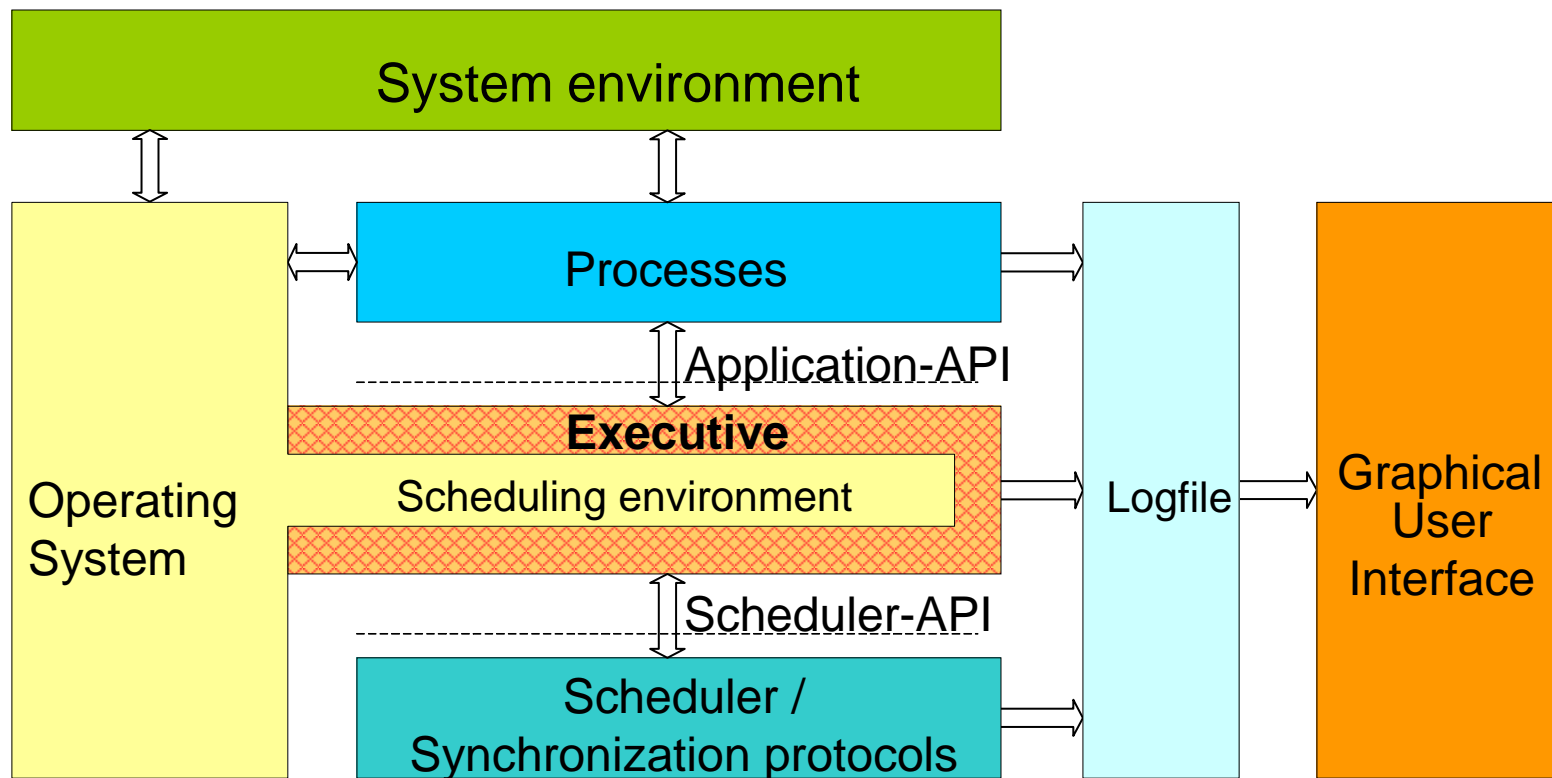 System environment
Processes
Application-API
Executive
Scheduling environment
Operating
System
Logfile
Graphical
User
Interface
Scheduler-API
Scheduler /
Synchronization protocols